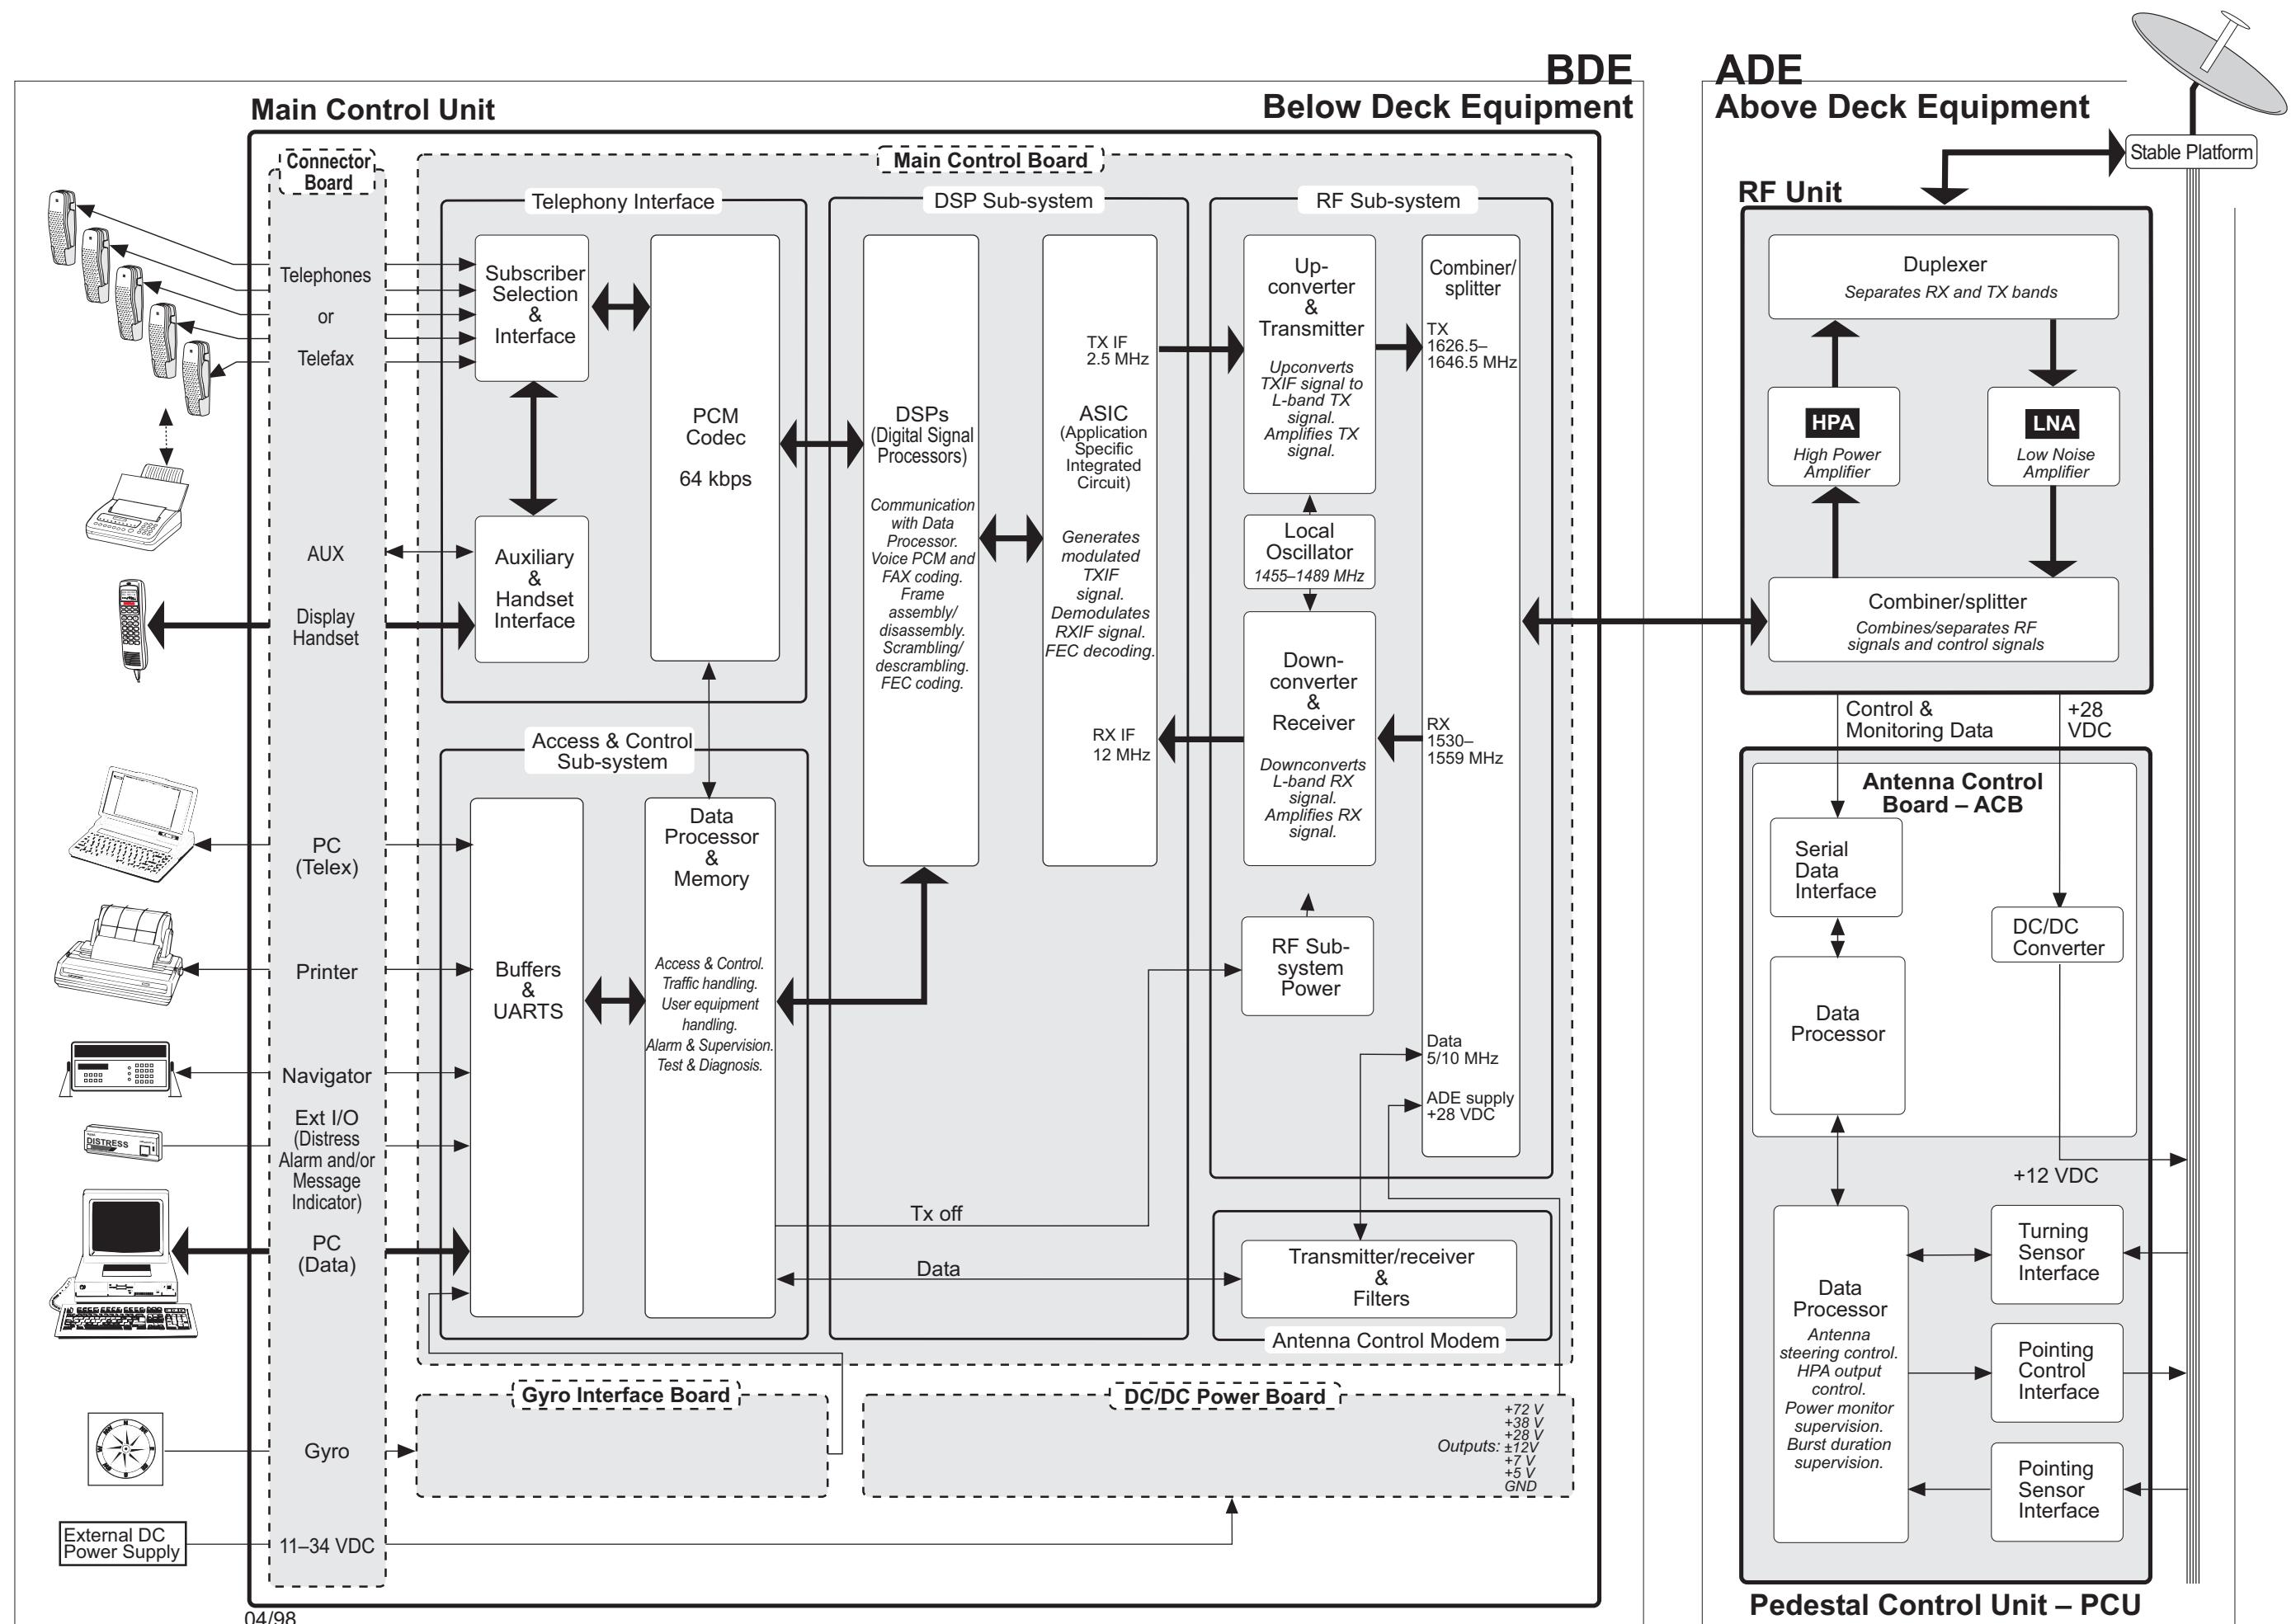 BDE
Below Deck Equipment
ADE
Above Deck Equipment
Main Control Unit
Connector
Board
Telephones
or
Telefax
AUX
Display
Handset
PC
(Telex)
Printer
Navigator
Ext I/O
(Distress
Alarm and/or
Message
Indicator)
PC
(Data)
Gyro
11–34 VDC
DISTRESS
External DC
Power Supply
Main Control Board
Telephony Interface
Subscriber
Selection
&
Interface
PCM
Codec
64 kbps
Auxiliary
&
Handset
Interface
Access & Control
Sub-system
Buffers
&
UARTS
Data
Processor
&
Memory
Access & Control.
Traffic handling.
User equipment
handling.
Alarm & Supervision.
Test & Diagnosis.
DSP Sub-system
DSPs
(Digital Signal
Processors)
Communication
with Data
Processor.
Voice PCM and
FAX coding.
Frame
assembly/
disassembly.
Scrambling/
descrambling.
FEC coding.
TX IF
2.5 MHz
ASIC
(Application
Specific
Integrated
Circuit)
Generates
modulated
TXIF
signal.
Demodulates
RXIF signal.
FEC decoding.
RX IF
12 MHz
RF Sub-system
Up-
converter
&
Transmitter
Upconverts
TXIF signal to
L-band TX
signal.
Amplifies TX
signal.
Local
Oscillator
1455–1489 MHz
Down-
converter
&
Receiver
Downconverts
L-band RX
signal.
Amplifies RX
signal.
RF Sub-
system
Power
Combiner/
splitter
TX
1626.5–
1646.5 MHz
RX
1530–
1559 MHz
Data
5/10 MHz
ADE supply
+28 VDC
Tx off
Data
Transmitter/receiver
&
Filters
Antenna Control Modem
Gyro Interface Board
DC/DC Power Board
Outputs:
+72 V
+38 V
+28 V
±12V
+7 V
+5 V
GND
04/98
Stable Platform
RF Unit
Duplexer
Separates RX and TX bands
HPA
High Power
Amplifier
LNA
Low Noise
Amplifier
Combiner/splitter
Combines/separates RF
signals and control signals
Control &
Monitoring Data
+28
VDC
Antenna Control
Board – ACB
Serial
Data
Interface
DC/DC
Converter
Data
Processor
+12 VDC
Data
Processor
Antenna
steering control.
HPA output
control.
Power monitor
supervision.
Burst duration
supervision.
Turning
Sensor
Interface
Pointing
Control
Interface
Pointing
Sensor
Interface
Pedestal Control Unit – PCU